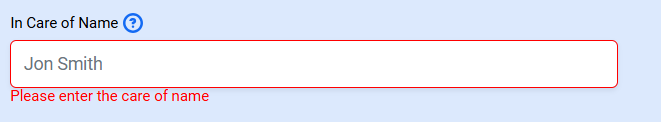 In Care of Name ?
Jon Smith
Please enter the care of name